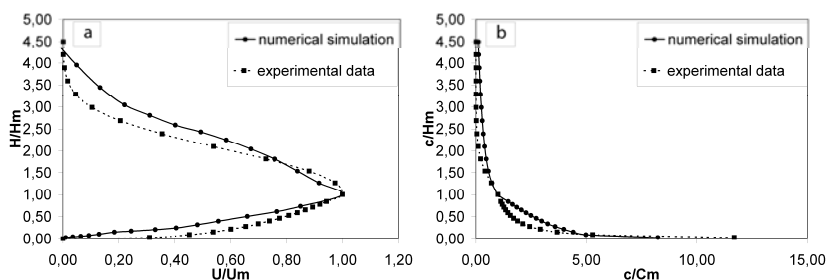 a
numerical simulation
experimental data
H/Hm
5,00
4,50
4,00
3,50
3,00
2,50
2,00
1,50
1,00
0,50
0,00
0,00 0,20 0,40 0,60 0,80 1,00 1,20
U/Um
b
numerical simulation
experimental data
c/Hm
5,00
4,50
4,00
3,50
3,00
2,50
2,00
1,50
1,00
0,50
0,00
0,00 5,00 10,00 15,00
c/Cm